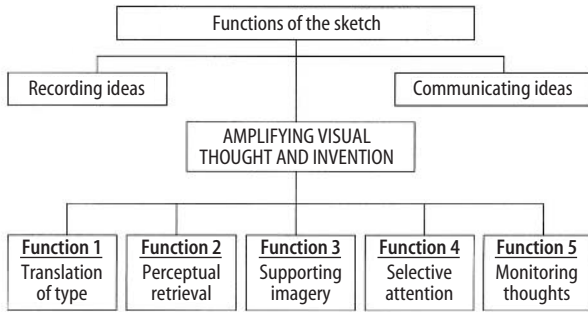 Functions of the sketch
Recording ideas
Communicating ideas
AMPLIFYING VISUAL
THOUGHT AND INVENTION
Function 1
Translation
of type
Function 2
Perceptual
retrieval
Function 3
Supporting
imagery
Function 4
Selective
attention
Function 5
Monitoring
thoughts